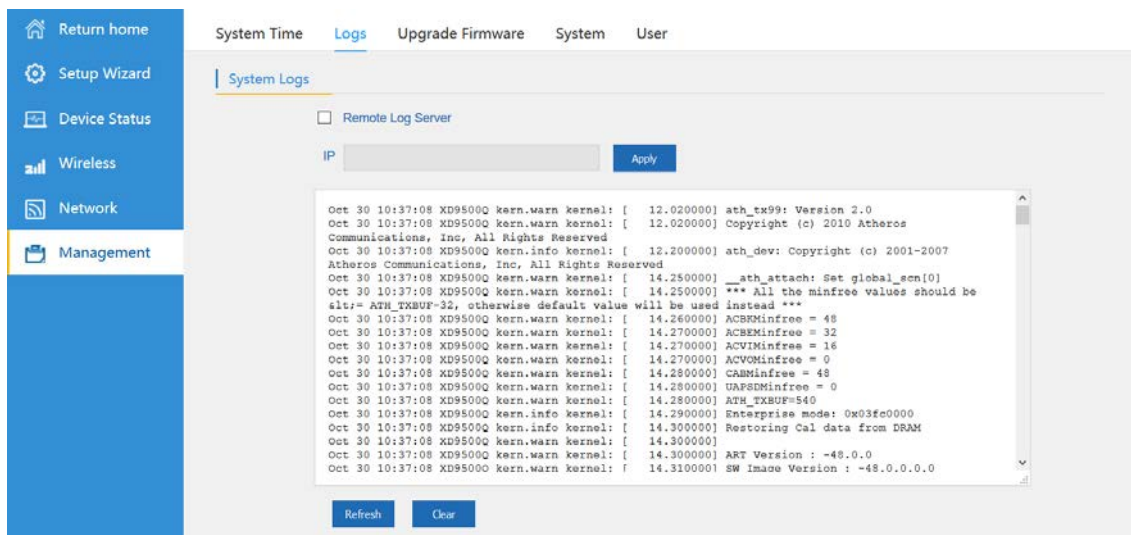 Return home
Setup Wizard
Device Status
Wireless
Network
Management
System Time Logs Upgrade Firmware System User
System Logs
Remote Log Server
IP Apply
Oct 30 10:37:08 XD9500Q kern.warn kernel: [ 12.020000] ath_tx99: Version 2.0
Oct 30 10:37:08 XD9500Q kern.warn kernel: [ 12.020000] Copyright (c) 2010 Atheros
Communications, Inc, All Rights Reserved
Oct 30 10:37:08 XD9500Q kern.info kernel: [ 12.200000] ath_dev: Copyright (c) 2001-2007
Atheros Communications, Inc, All Rights Reserved
Oct 30 10:37:08 XD9500Q kern.warn kernel: [ 14.250000] __ath_attach: Set global_scn[0]
Oct 30 10:37:08 XD9500Q kern.warn kernel: [ 14.250000] *** All the minfree values should be
&lt;= ATH_TXBUF-32, otherwise default value will be used instead ***
Oct 30 10:37:08 XD9500Q kern.warn kernel: [ 14.260000] ACBKMinfree = 48
Oct 30 10:37:08 XD9500Q kern.warn kernel: [ 14.270000] ACBEMinfree = 32
Oct 30 10:37:08 XD9500Q kern.warn kernel: [ 14.270000] ACVIMinfree = 16
Oct 30 10:37:08 XD9500Q kern.warn kernel: [ 14.270000] ACVOMinfree = 0
Oct 30 10:37:08 XD9500Q kern.warn kernel: [ 14.280000] CABMinfree = 48
Oct 30 10:37:08 XD9500Q kern.warn kernel: [ 14.280000] UAPSDMinfree = 0
Oct 30 10:37:08 XD9500Q kern.warn kernel: [ 14.280000] ATH_TXBUF=540
Oct 30 10:37:08 XD9500Q kern.info kernel: [ 14.290000] Enterprise mode: 0x03fc0000
Oct 30 10:37:08 XD9500Q kern.info kernel: [ 14.300000] Restoring Cal data from DRAM
Oct 30 10:37:08 XD9500Q kern.warn kernel: [ 14.300000]
Oct 30 10:37:08 XD9500Q kern.warn kernel: [ 14.300000] ART Version : -48.0.0
Oct 30 10:37:08 XD9500Q kern.warn kernel: [ 14.310000] SW Image Version : -48.0.0.0.0
Refresh Clear